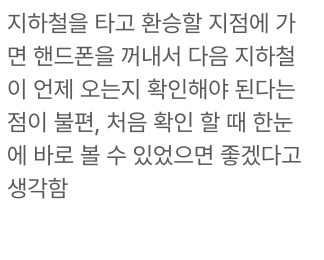 지하철을 타고 환승할 지점에 가
면 핸드폰을 꺼내서 다음 지하철
이 언제 오는지 확인해야 된다는
점이 불편, 처음 확인 할 때 한눈
에 바로 볼 수 있었으면 좋겠다고
생각함